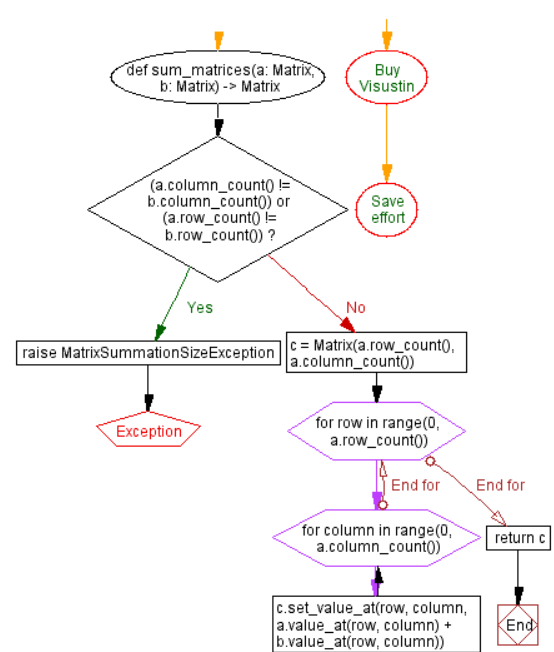 def sum_matrices(a: Matrix,
b: Matrix) -> Matrix
Buy
Visustin
(a.column_count() !=
b.column_count()) or
(a.row_count() !=
b.row_count()) ?
Save
effort
Yes
No
raise MatrixSummationSizeException
c = Matrix(a.row_count(),
a.column_count())
Exception
for row in range(0,
a.row_count())
End for
End for
for column in range(0,
a.column_count())
return c
c.set_value_at(row, column,
a.value_at(row, column) +
b.value_at(row, column))
End